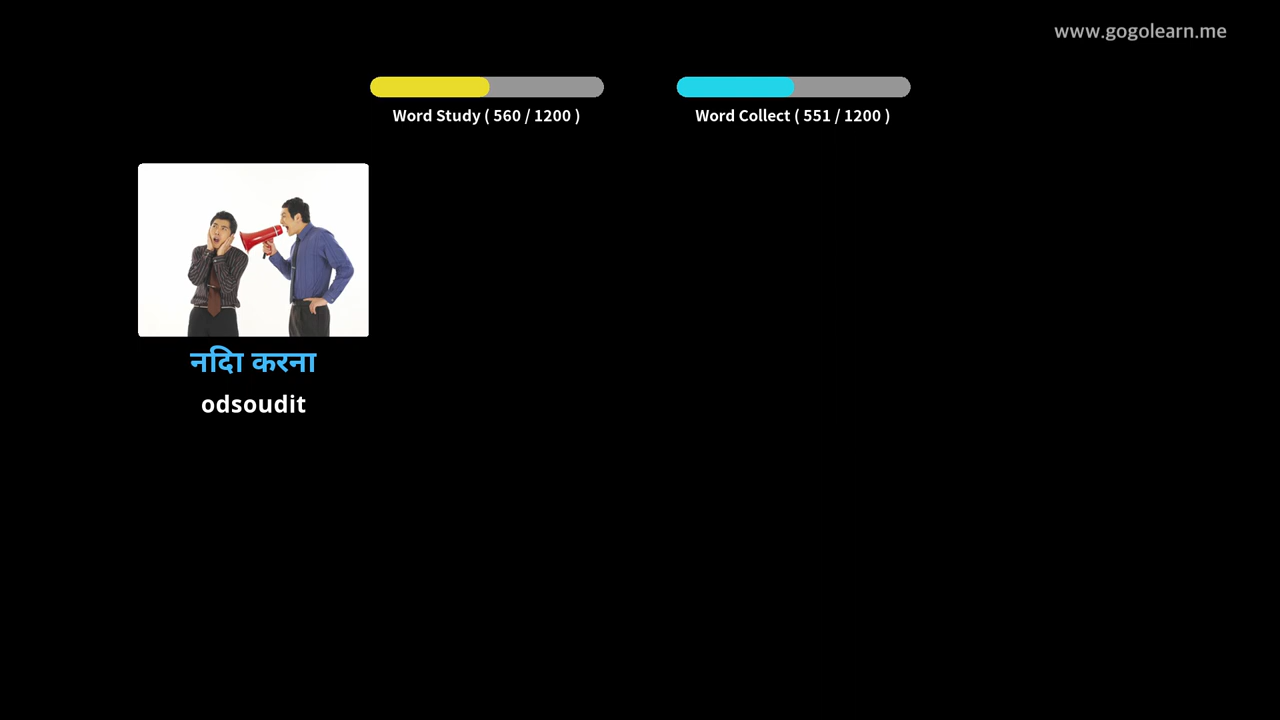 www.gogolearn.me
Word Study ( 560 / 1200 )
Word Collect ( 551 / 1200 )
नदिा करना
odsoudit